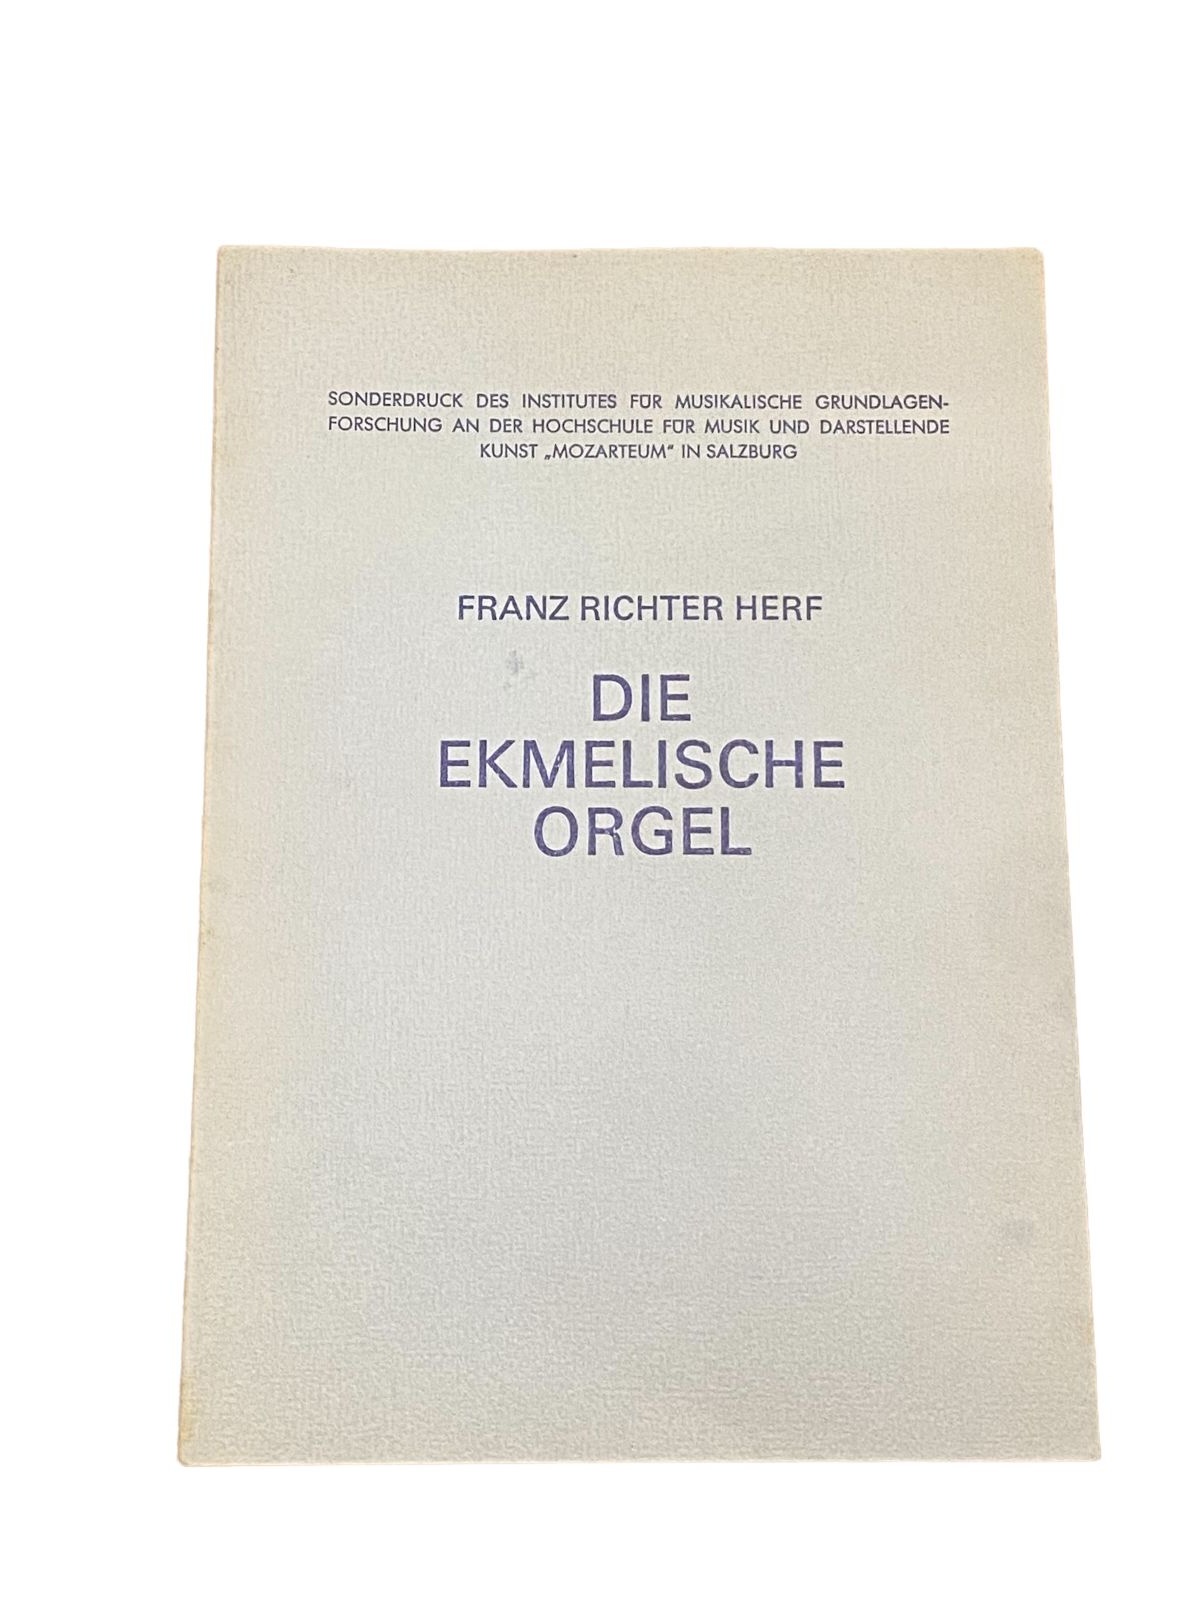 SONDERDRUCK DES INSTITUTES FÜR MUSIKALISCHE GRUNDLAGEN-
FORSCHUNG AN DER HOCHSCHULE FÜR MUSIK UND DARSTELLENDE
KUNST „MOZARTEUM“ IN SALZBURG
FRANZ RICHTER HERF
DIE
EKMELISCHE
ORGEL